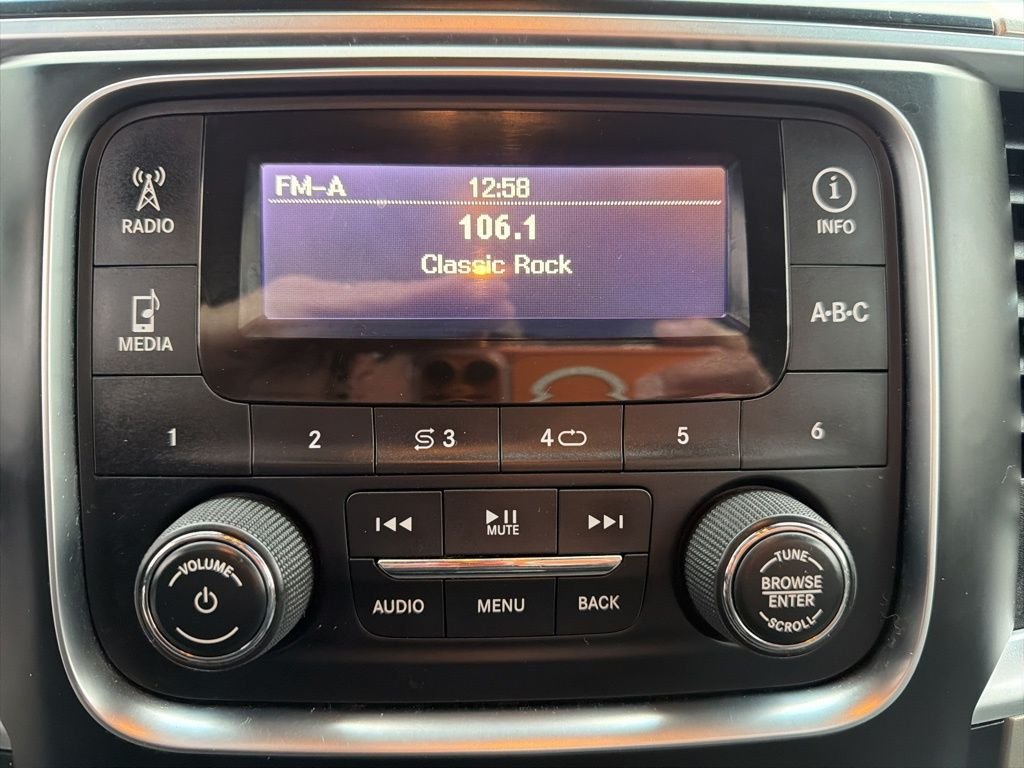 FM-A 12:58
106.1
Classic Rock
RADIO
INFO
MEDIA
A•B•C
1
2
3
4
5
6
MUTE
VOLUME
AUDIO
MENU
BACK
TUNE
BROWSE
ENTER
SCROLL